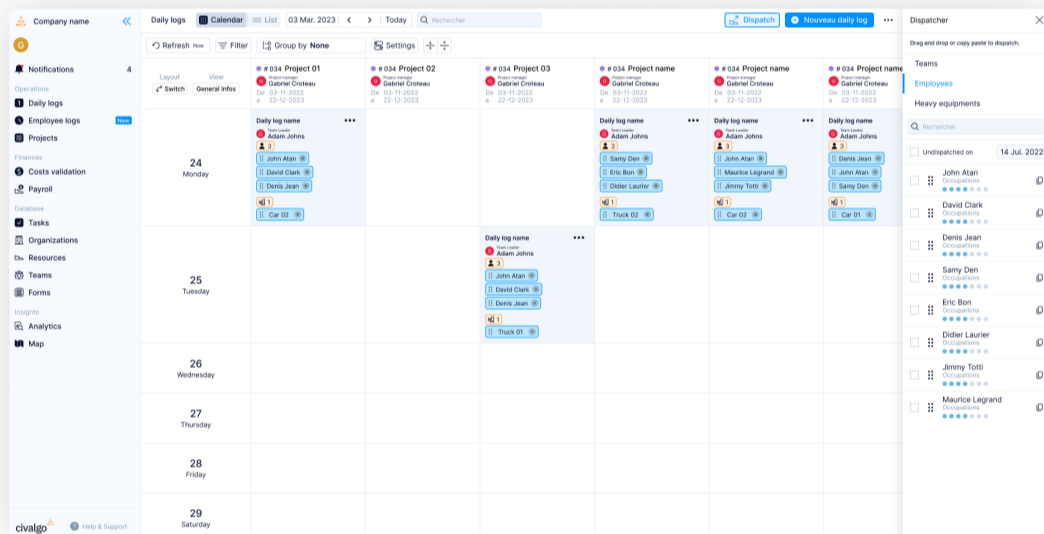 Company name
G
Notifications 4
Operations
Daily logs
Employee logs New
Projects
Finances
Costs validation
Payroll
Database
Tasks
Organizations
Resources
Teams
Forms
Insights
Analytics
Map
civalgo
Help & Support
Daily logs Calendar List 03 Mar. 2023 Today Rechercher Dispatch Nouveau daily log
Refresh Now Filter Group by None Settings
Layout View
Switch General Infos
# 034 Project 01
Project manager
Gabriel Croteau
De 03-11-2022
a 22-12-2023
# 034 Project 02
Project manager
Gabriel Croteau
De 03-11-2022
a 22-12-2023
# 034 Project 03
Project manager
Gabriel Croteau
De 03-11-2022
a 22-12-2023
# 034 Project name
Project manager
Gabriel Croteau
De 03-11-2022
a 22-12-2023
# 034 Project name
Project manager
Gabriel Croteau
De 03-11-2022
a 22-12-2023
# 034 Project name
Project manager
Gabriel Croteau
De 03-11-2022
a 22-12-2023
24
Monday
Daily log name
Team Leader
Adam Johns
3
John Atan
David Clark
Denis Jean
1
Car 02
Daily log name
Team Leader
Adam Johns
3
Samy Den
Eric Bon
Didier Laurier
1
Truck 02
Daily log name
Team Leader
Adam Johns
3
John Atan
Maurice Legrand
Jimmy Totti
1
Car 02
Daily log name
Team Leader
Adam Johns
3
Denis Jean
John Atan
Samy Den
1
Car 01
25
Tuesday
Daily log name
Team Leader
Adam Johns
3
John Atan
David Clark
Denis Jean
1
Truck 01
26
Wednesday
27
Thursday
28
Friday
29
Saturday
Dispatcher
Drag and drop or copy paste to dispatch.
Teams
Employees
Heavy equipments
Rechercher
Undispatched on 14 Jul. 2022
John Atan
Occupations
David Clark
Occupations
Denis Jean
Occupations
Samy Den
Occupations
Eric Bon
Occupations
Didier Laurier
Occupations
Jimmy Totti
Occupations
Maurice Legrand
Occupations